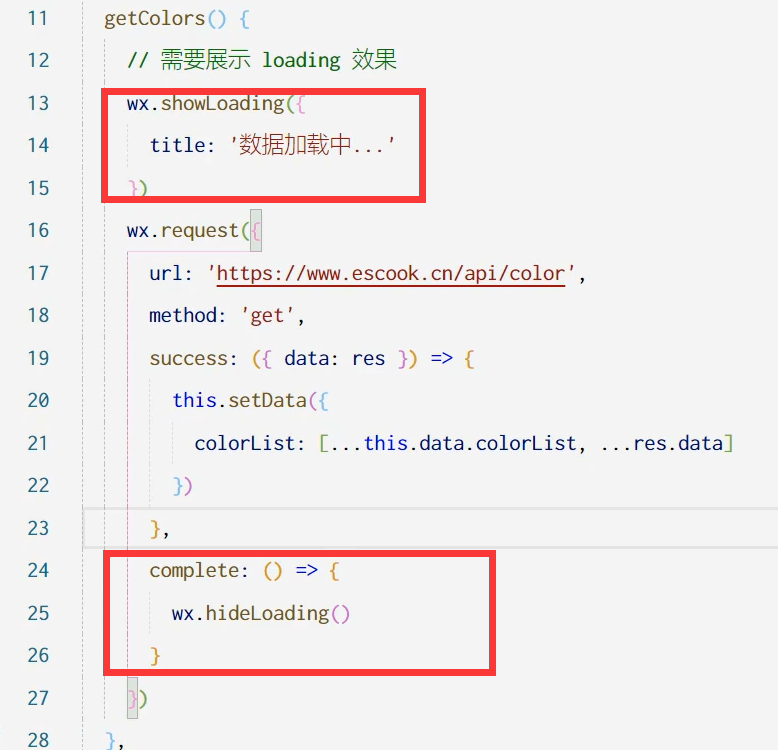 11 getColors() {
12 // 需要展示 loading 效果
13 wx.showLoading({
14 title: '数据加载中...'
15 })
16 wx.request({
17 url: 'https://www.escook.cn/api/color',
18 method: 'get',
19 success: ({ data: res }) => {
20 this.setData({
21 colorList: [...this.data.colorList, ...res.data]
22 })
23 },
24 complete: () => {
25 wx.hideLoading()
26 }
27 })
28 },